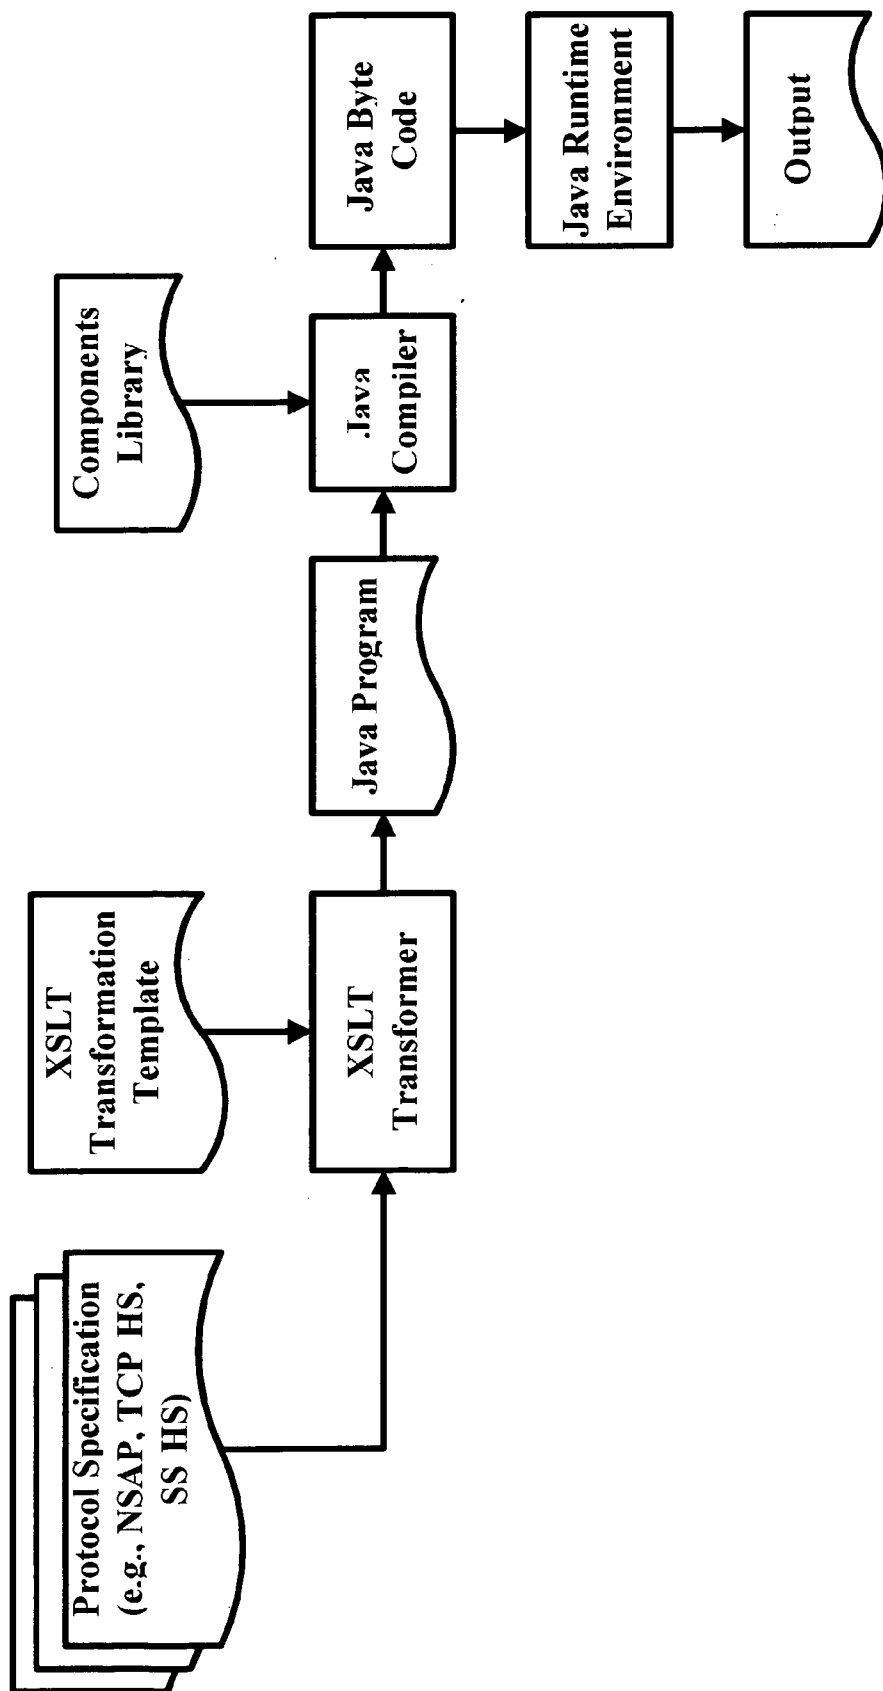 Protocol Specification
(e.g., NSAP, TCP HS,
SS HS)
XSLT
Transformation
Template
XSLT
Transformer
Java Program
Components
Library
Java
Compiler
Java Byte
Code
Java Runtime
Environment
Output